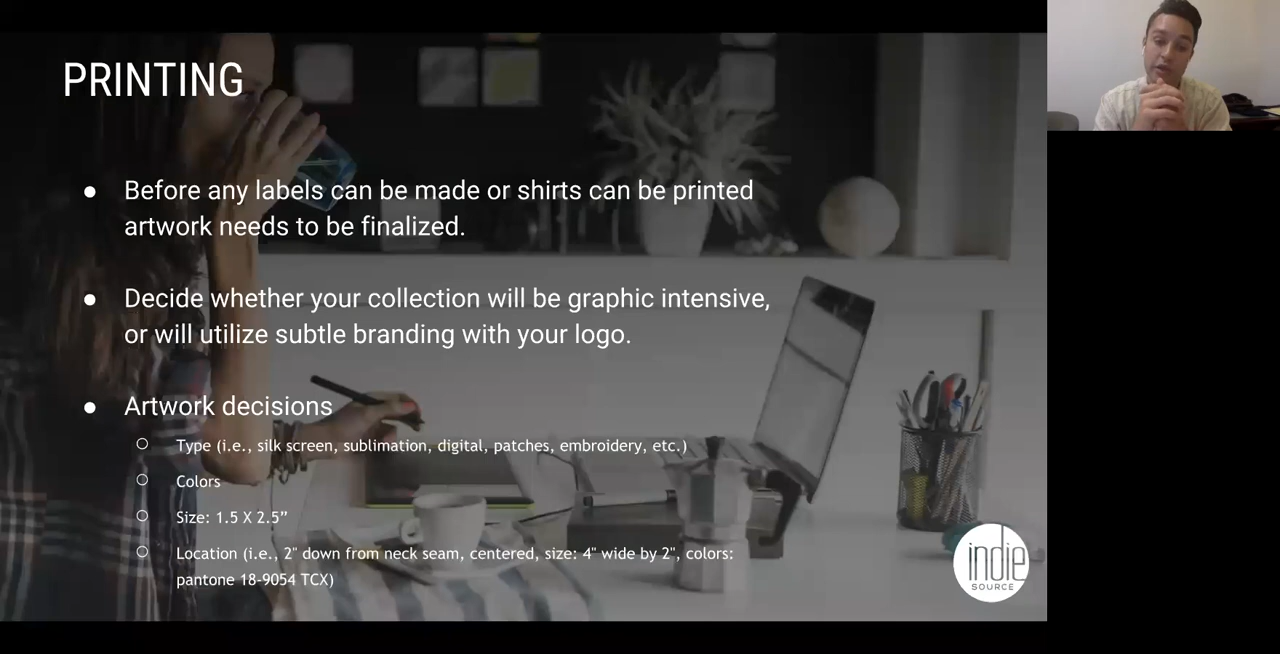 PRINTING
● Before any labels can be made or shirts can be printed
artwork needs to be finalized.
● Decide whether your collection will be graphic intensive,
or will utilize subtle branding with your logo.
● Artwork decisions
○ Type (i.e., silk screen, sublimation, digital, patches, embroidery, etc.)
○ Colors
○ Size: 1.5 X 2.5”
○ Location (i.e., 2" down from neck seam, centered, size: 4" wide by 2", colors:
pantone 18-9054 TCX)
indie
SOURCE